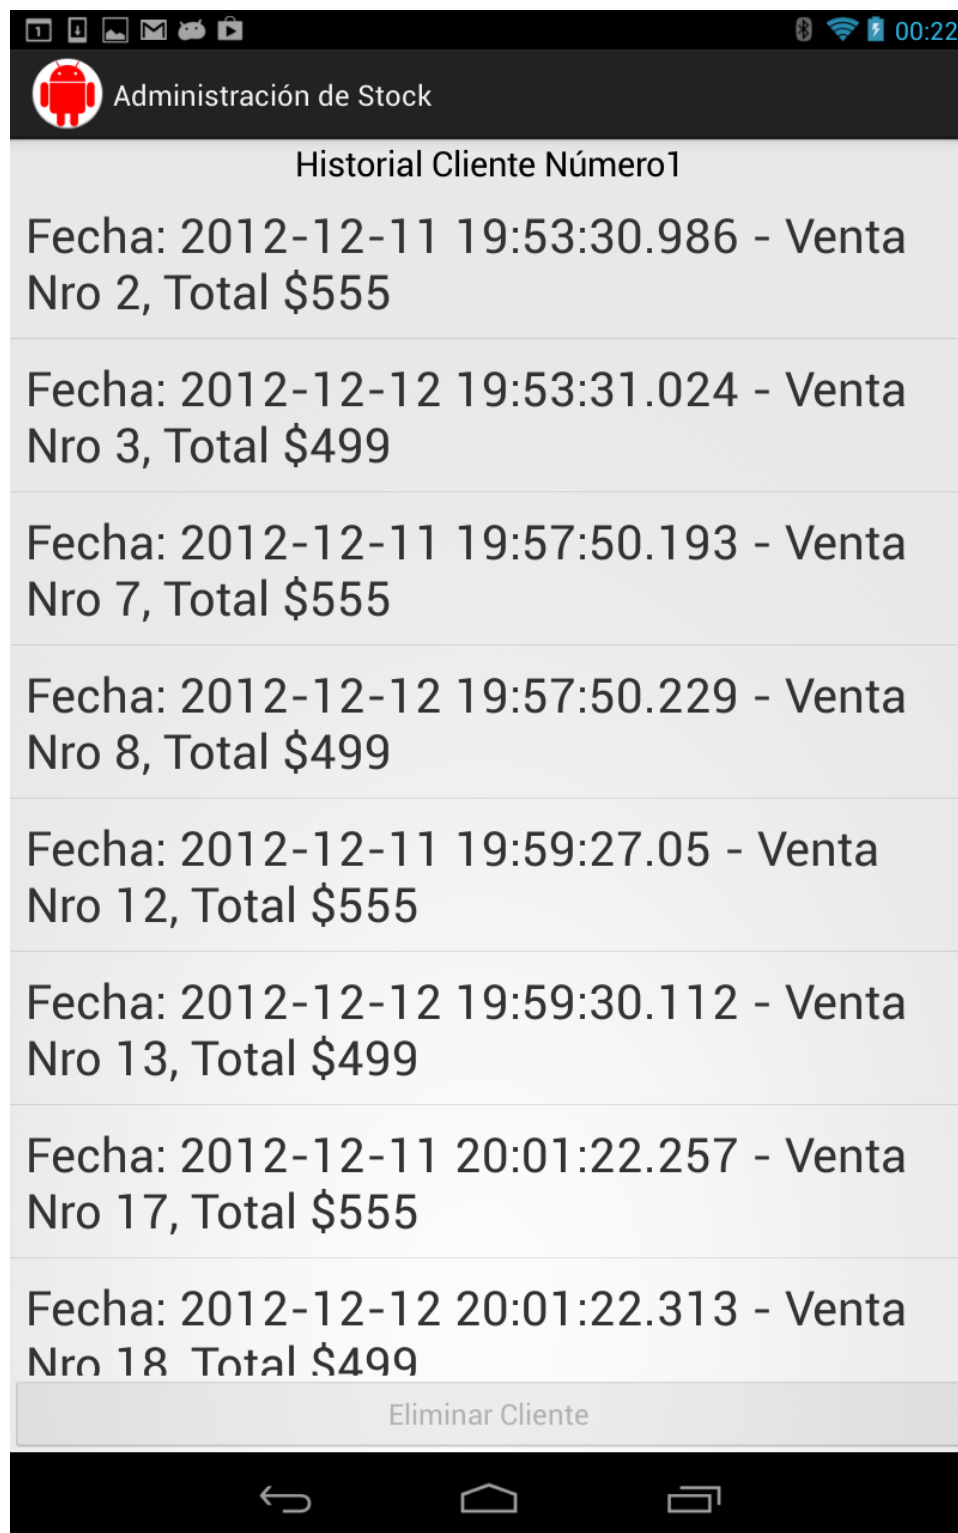 1
00:22
Administración de Stock
Historial Cliente Número1
Fecha: 2012-12-11 19:53:30.986 - Venta
Nro 2, Total $555
Fecha: 2012-12-12 19:53:31.024 - Venta
Nro 3, Total $499
Fecha: 2012-12-11 19:57:50.193 - Venta
Nro 7, Total $555
Fecha: 2012-12-12 19:57:50.229 - Venta
Nro 8, Total $499
Fecha: 2012-12-11 19:59:27.05 - Venta
Nro 12, Total $555
Fecha: 2012-12-12 19:59:30.112 - Venta
Nro 13, Total $499
Fecha: 2012-12-11 20:01:22.257 - Venta
Nro 17, Total $555
Fecha: 2012-12-12 20:01:22.313 - Venta
Nro 18, Total $499
Eliminar Cliente